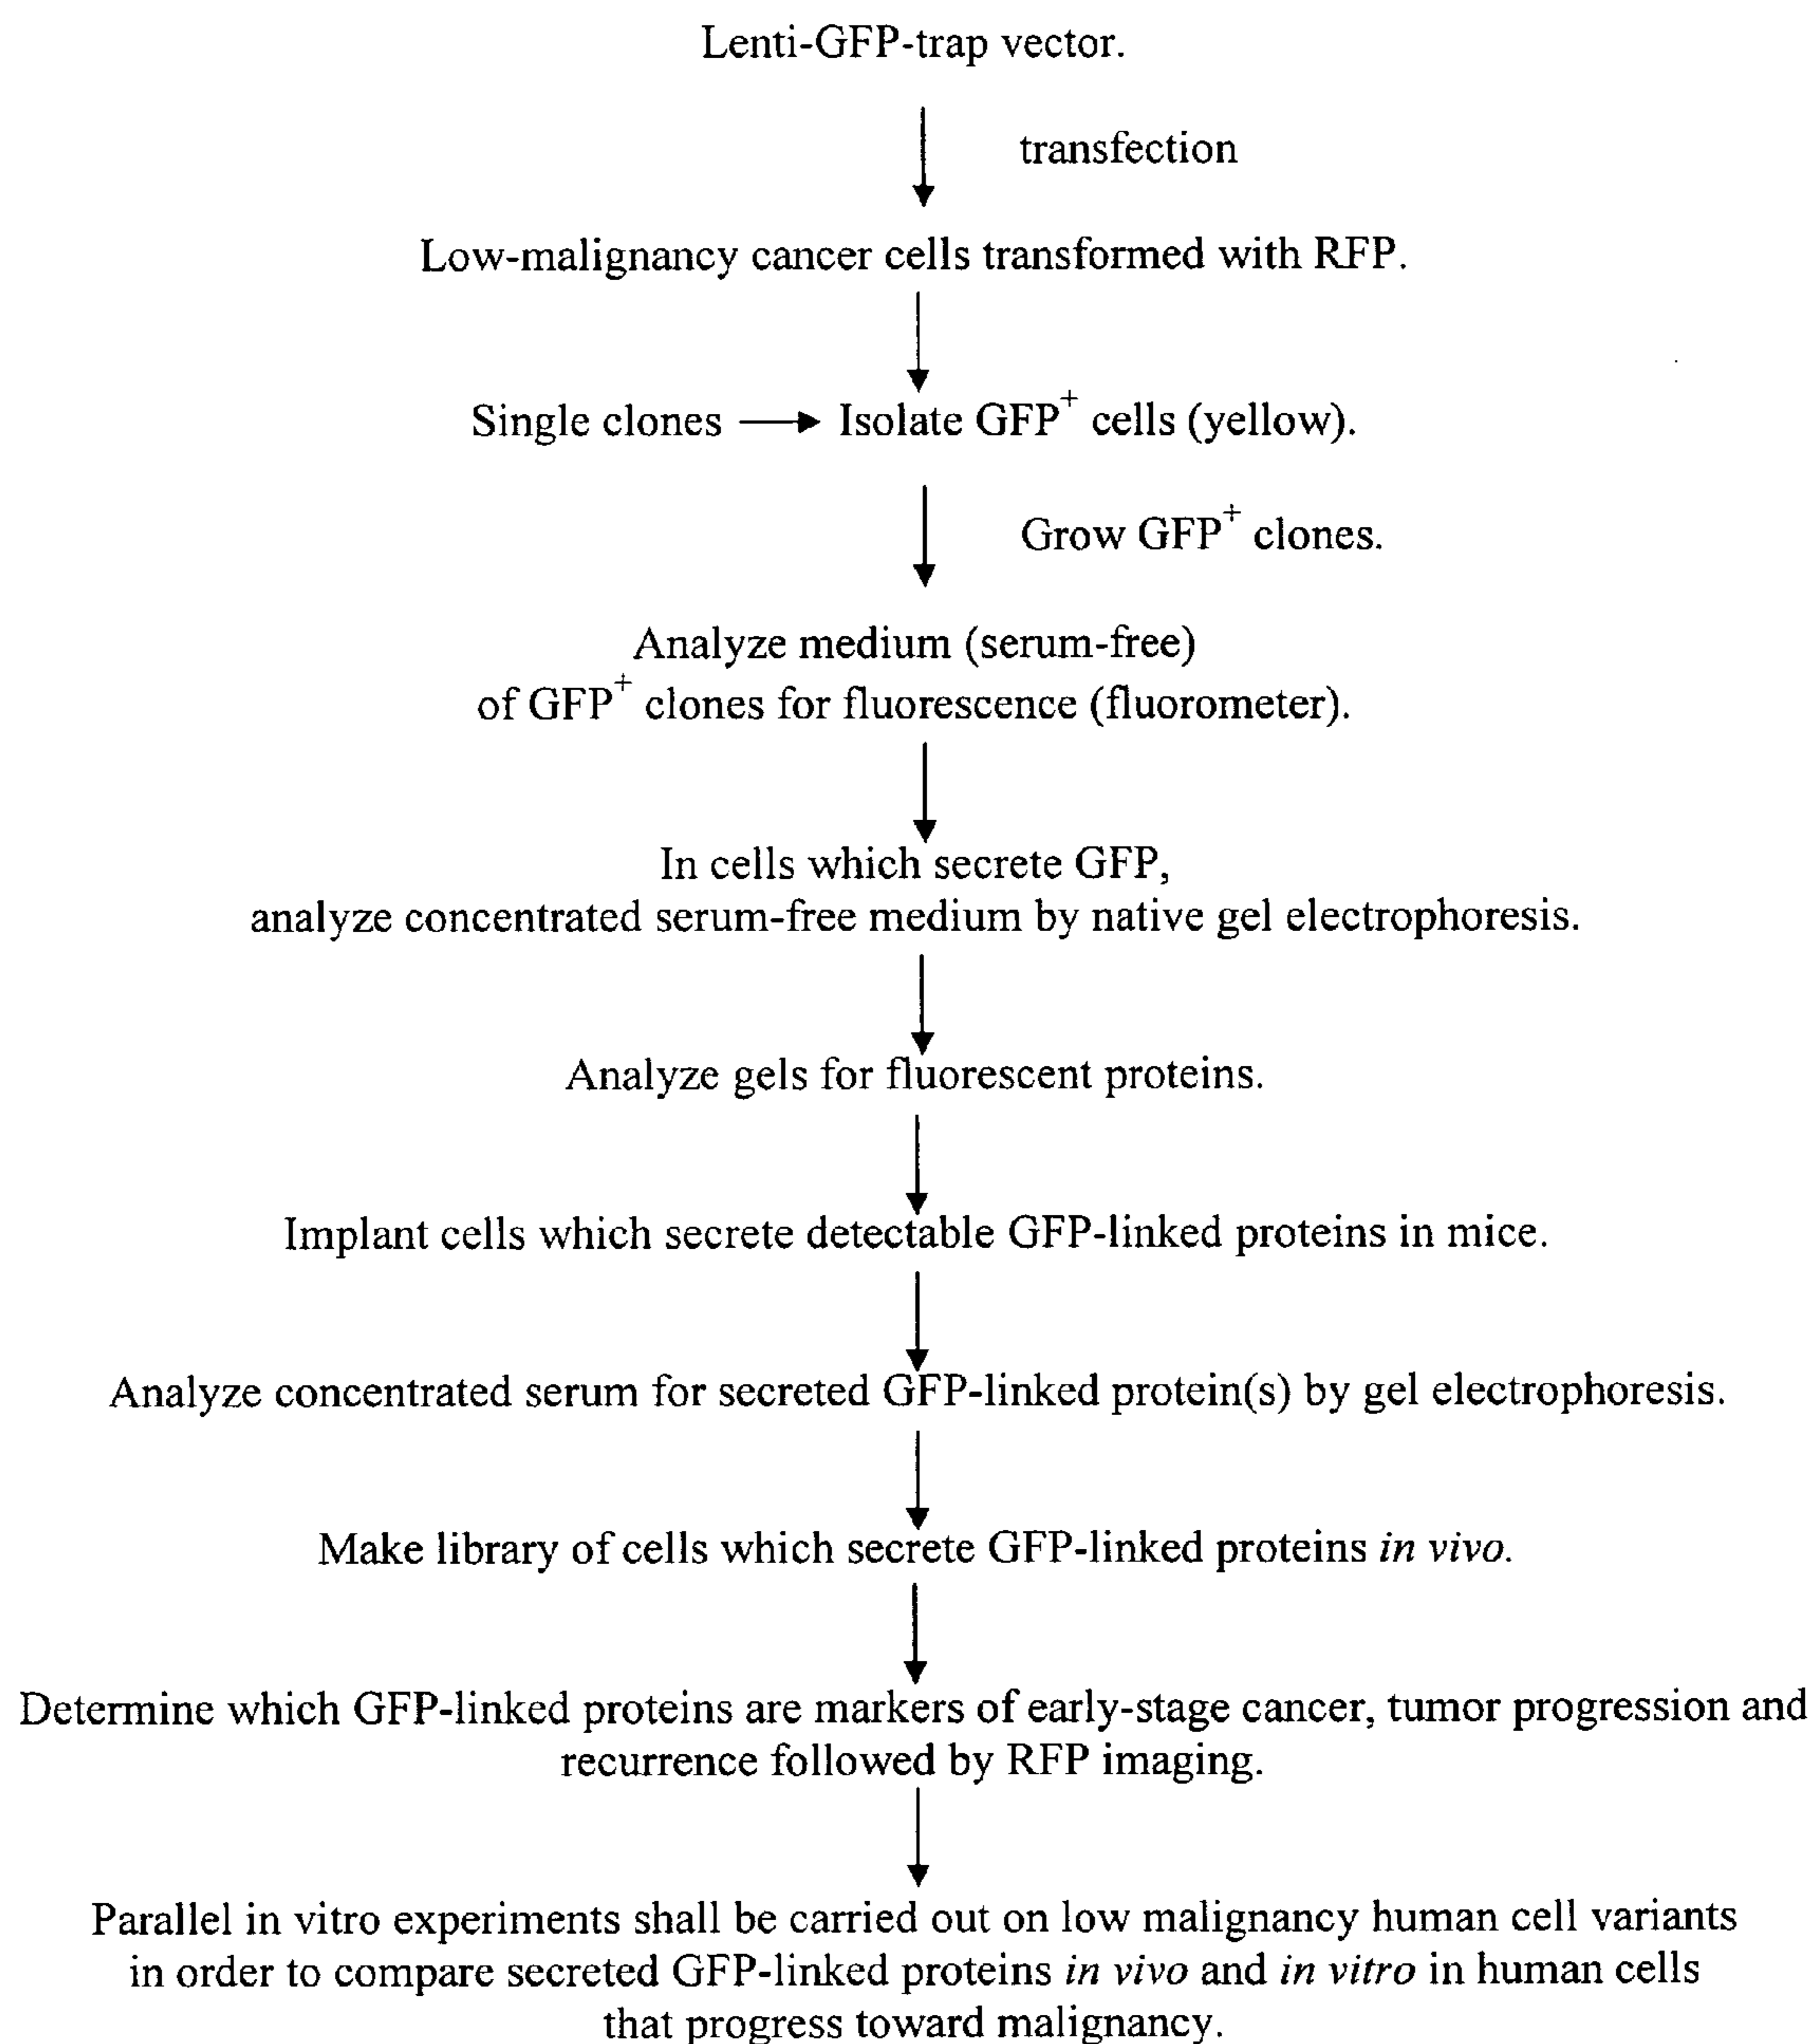 Lenti-GFP-trap vector.
transfection
Low-malignancy cancer cells transformed with RFP.
Single clones → Isolate GFP⁺ cells (yellow).
Grow GFP⁺ clones.
Analyze medium (serum-free)
of GFP⁺ clones for fluorescence (fluorometer).
In cells which secrete GFP,
analyze concentrated serum-free medium by native gel electrophoresis.
Analyze gels for fluorescent proteins.
Implant cells which secrete detectable GFP-linked proteins in mice.
Analyze concentrated serum for secreted GFP-linked protein(s) by gel electrophoresis.
Make library of cells which secrete GFP-linked proteins in vivo.
Determine which GFP-linked proteins are markers of early-stage cancer, tumor progression and
recurrence followed by RFP imaging.
Parallel in vitro experiments shall be carried out on low malignancy human cell variants
in order to compare secreted GFP-linked proteins in vivo and in vitro in human cells
that progress toward malignancy.